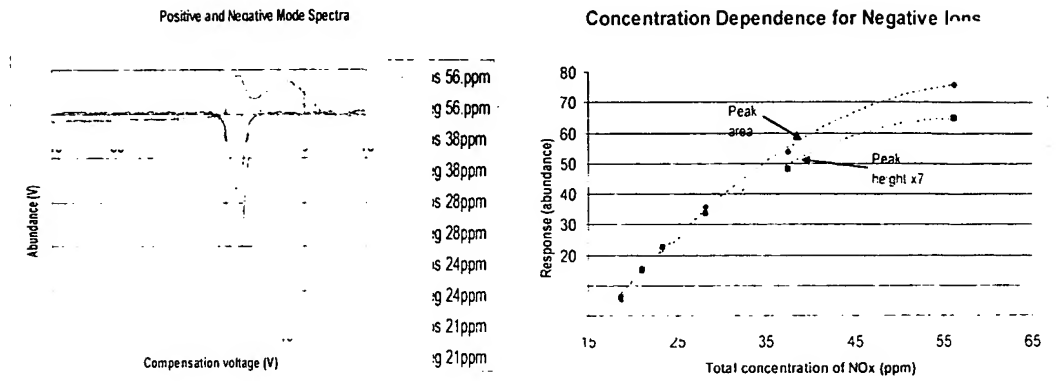 Positive and Negative Mode Spectra
Abundance (V)
Compensation voltage (V)
s 56.ppm
g 56.ppm
s 38ppm
g 38ppm
s 28ppm
g 28ppm
s 24ppm
g 24ppm
s 21ppm
g 21ppm
Concentration Dependence for Negative Ions
Response (abundance)
80
70
60
50
40
30
20
Peak
area
Peak
height x7
15 25 35 45 55 65
Total concentration of NOx (ppm)